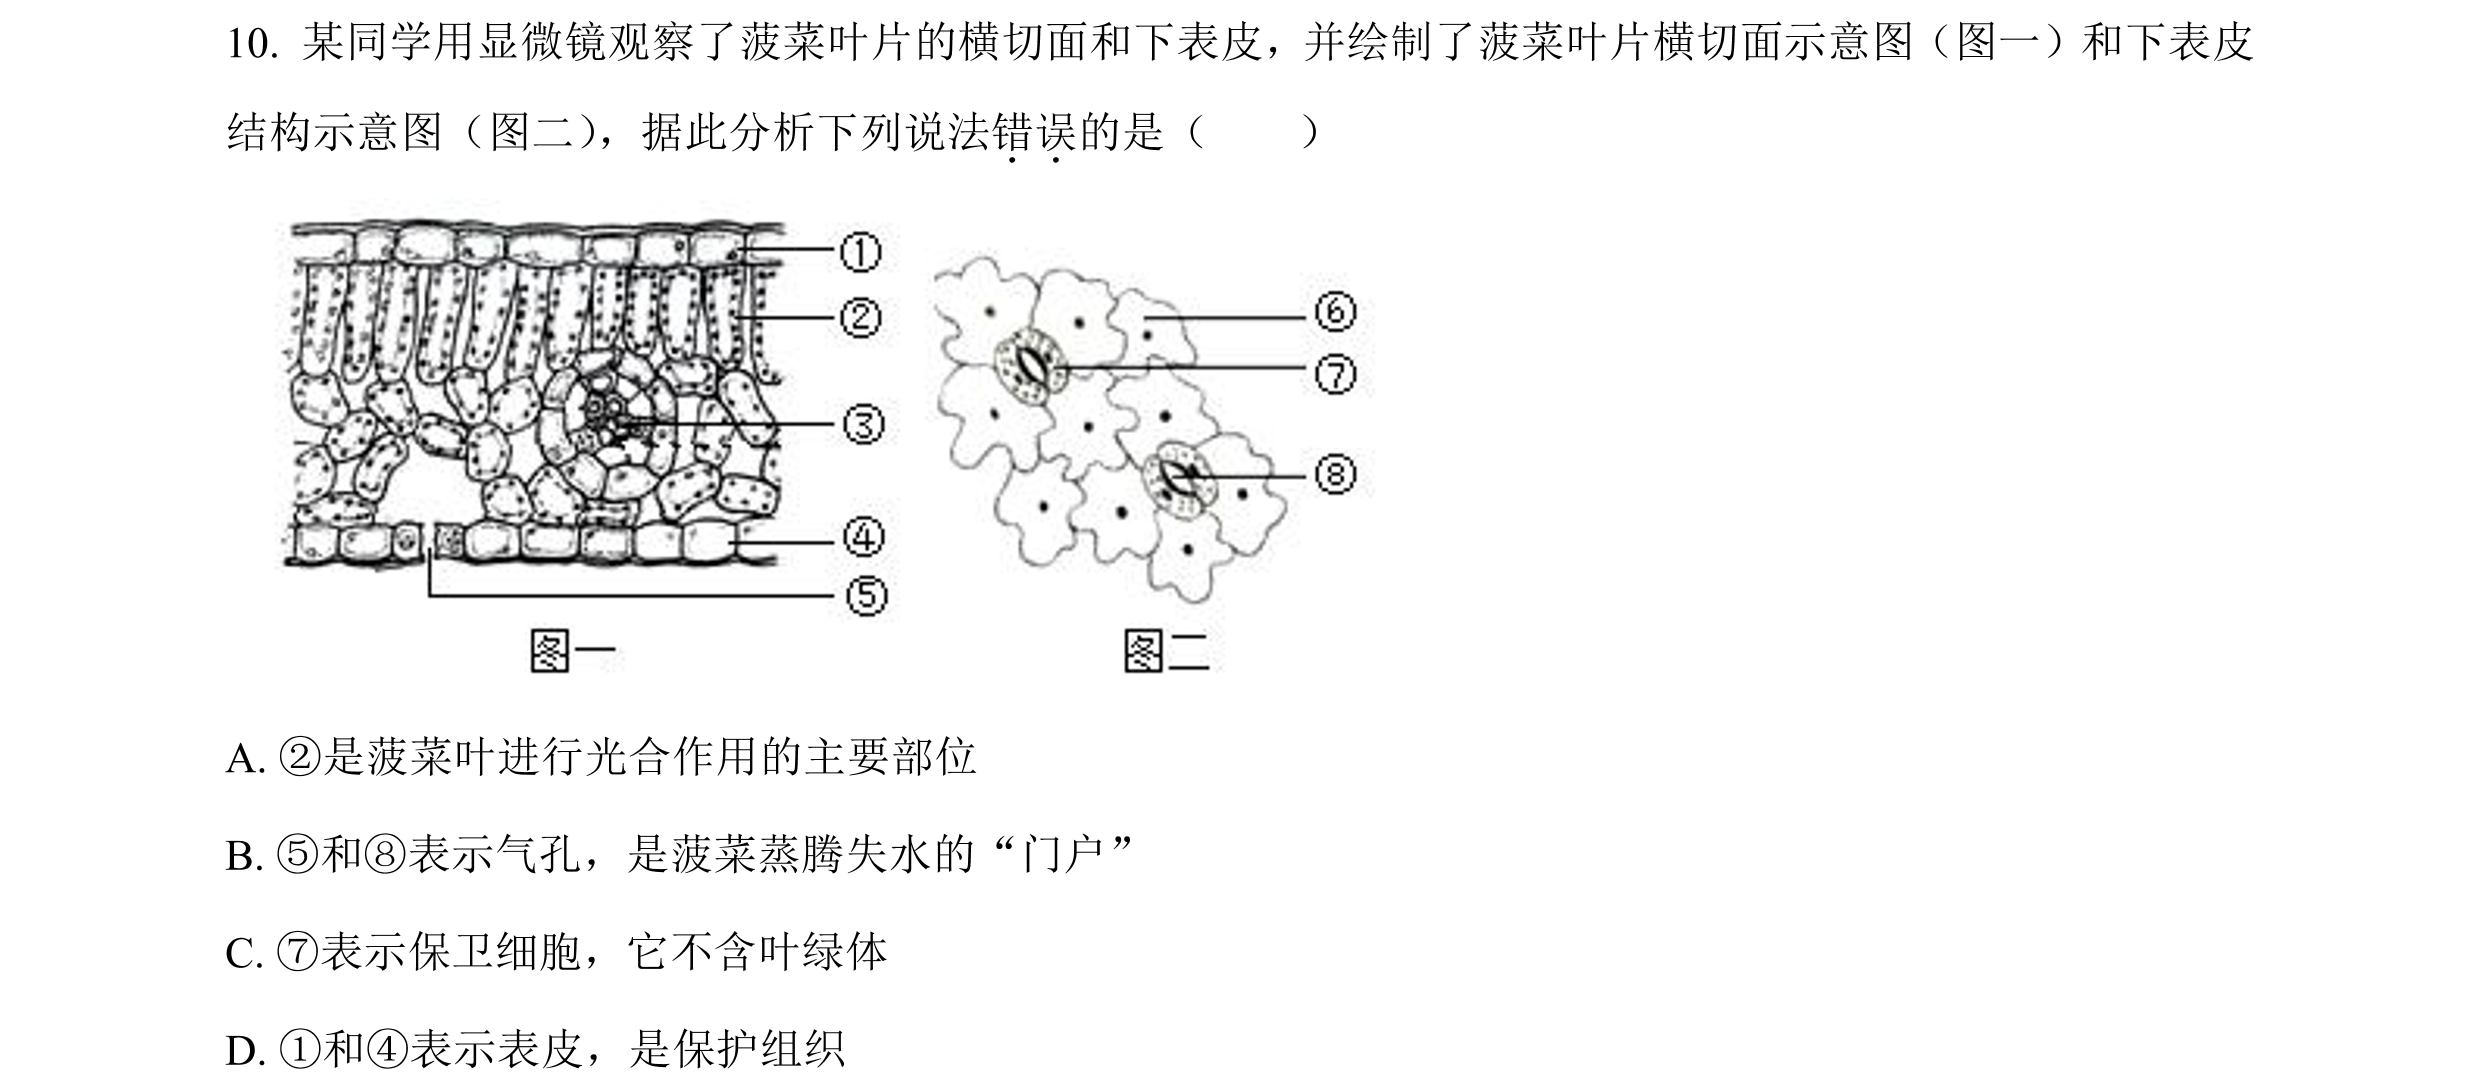 10. 某同学用显微镜观察了菠菜叶片的横切面和下表皮，并绘制了菠菜叶片横切面示意图（图一）和下表皮
结构示意图（图二），据此分析下列说法错误的是（　　）
①
②
③
④
⑤
图一
⑥
⑦
⑧
图二
A. ②是菠菜叶进行光合作用的主要部位
B. ⑤和⑧表示气孔，是菠菜蒸腾失水的“门户”
C. ⑦表示保卫细胞，它不含叶绿体
D. ①和④表示表皮，是保护组织